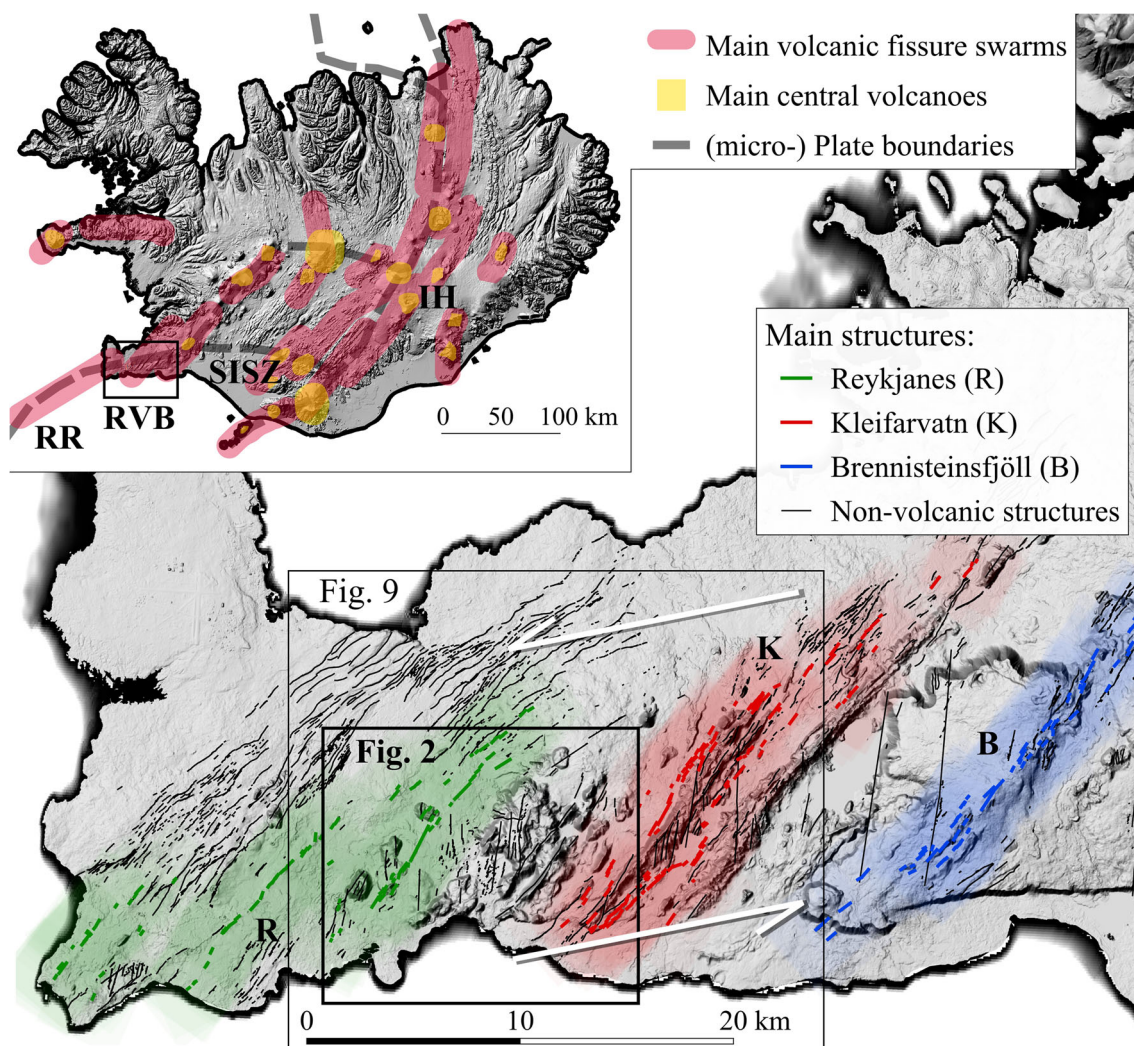 Main volcanic fissure swarms
Main central volcanoes
(micro-) Plate boundaries
IH
SISZ
RVB
RR
0 50 100 km
Main structures:
Reykjanes (R)
Kleifarvatn (K)
Brennisteinsfjöll (B)
Non-volcanic structures
Fig. 9
K
Fig. 2
B
R
0 10 20 km